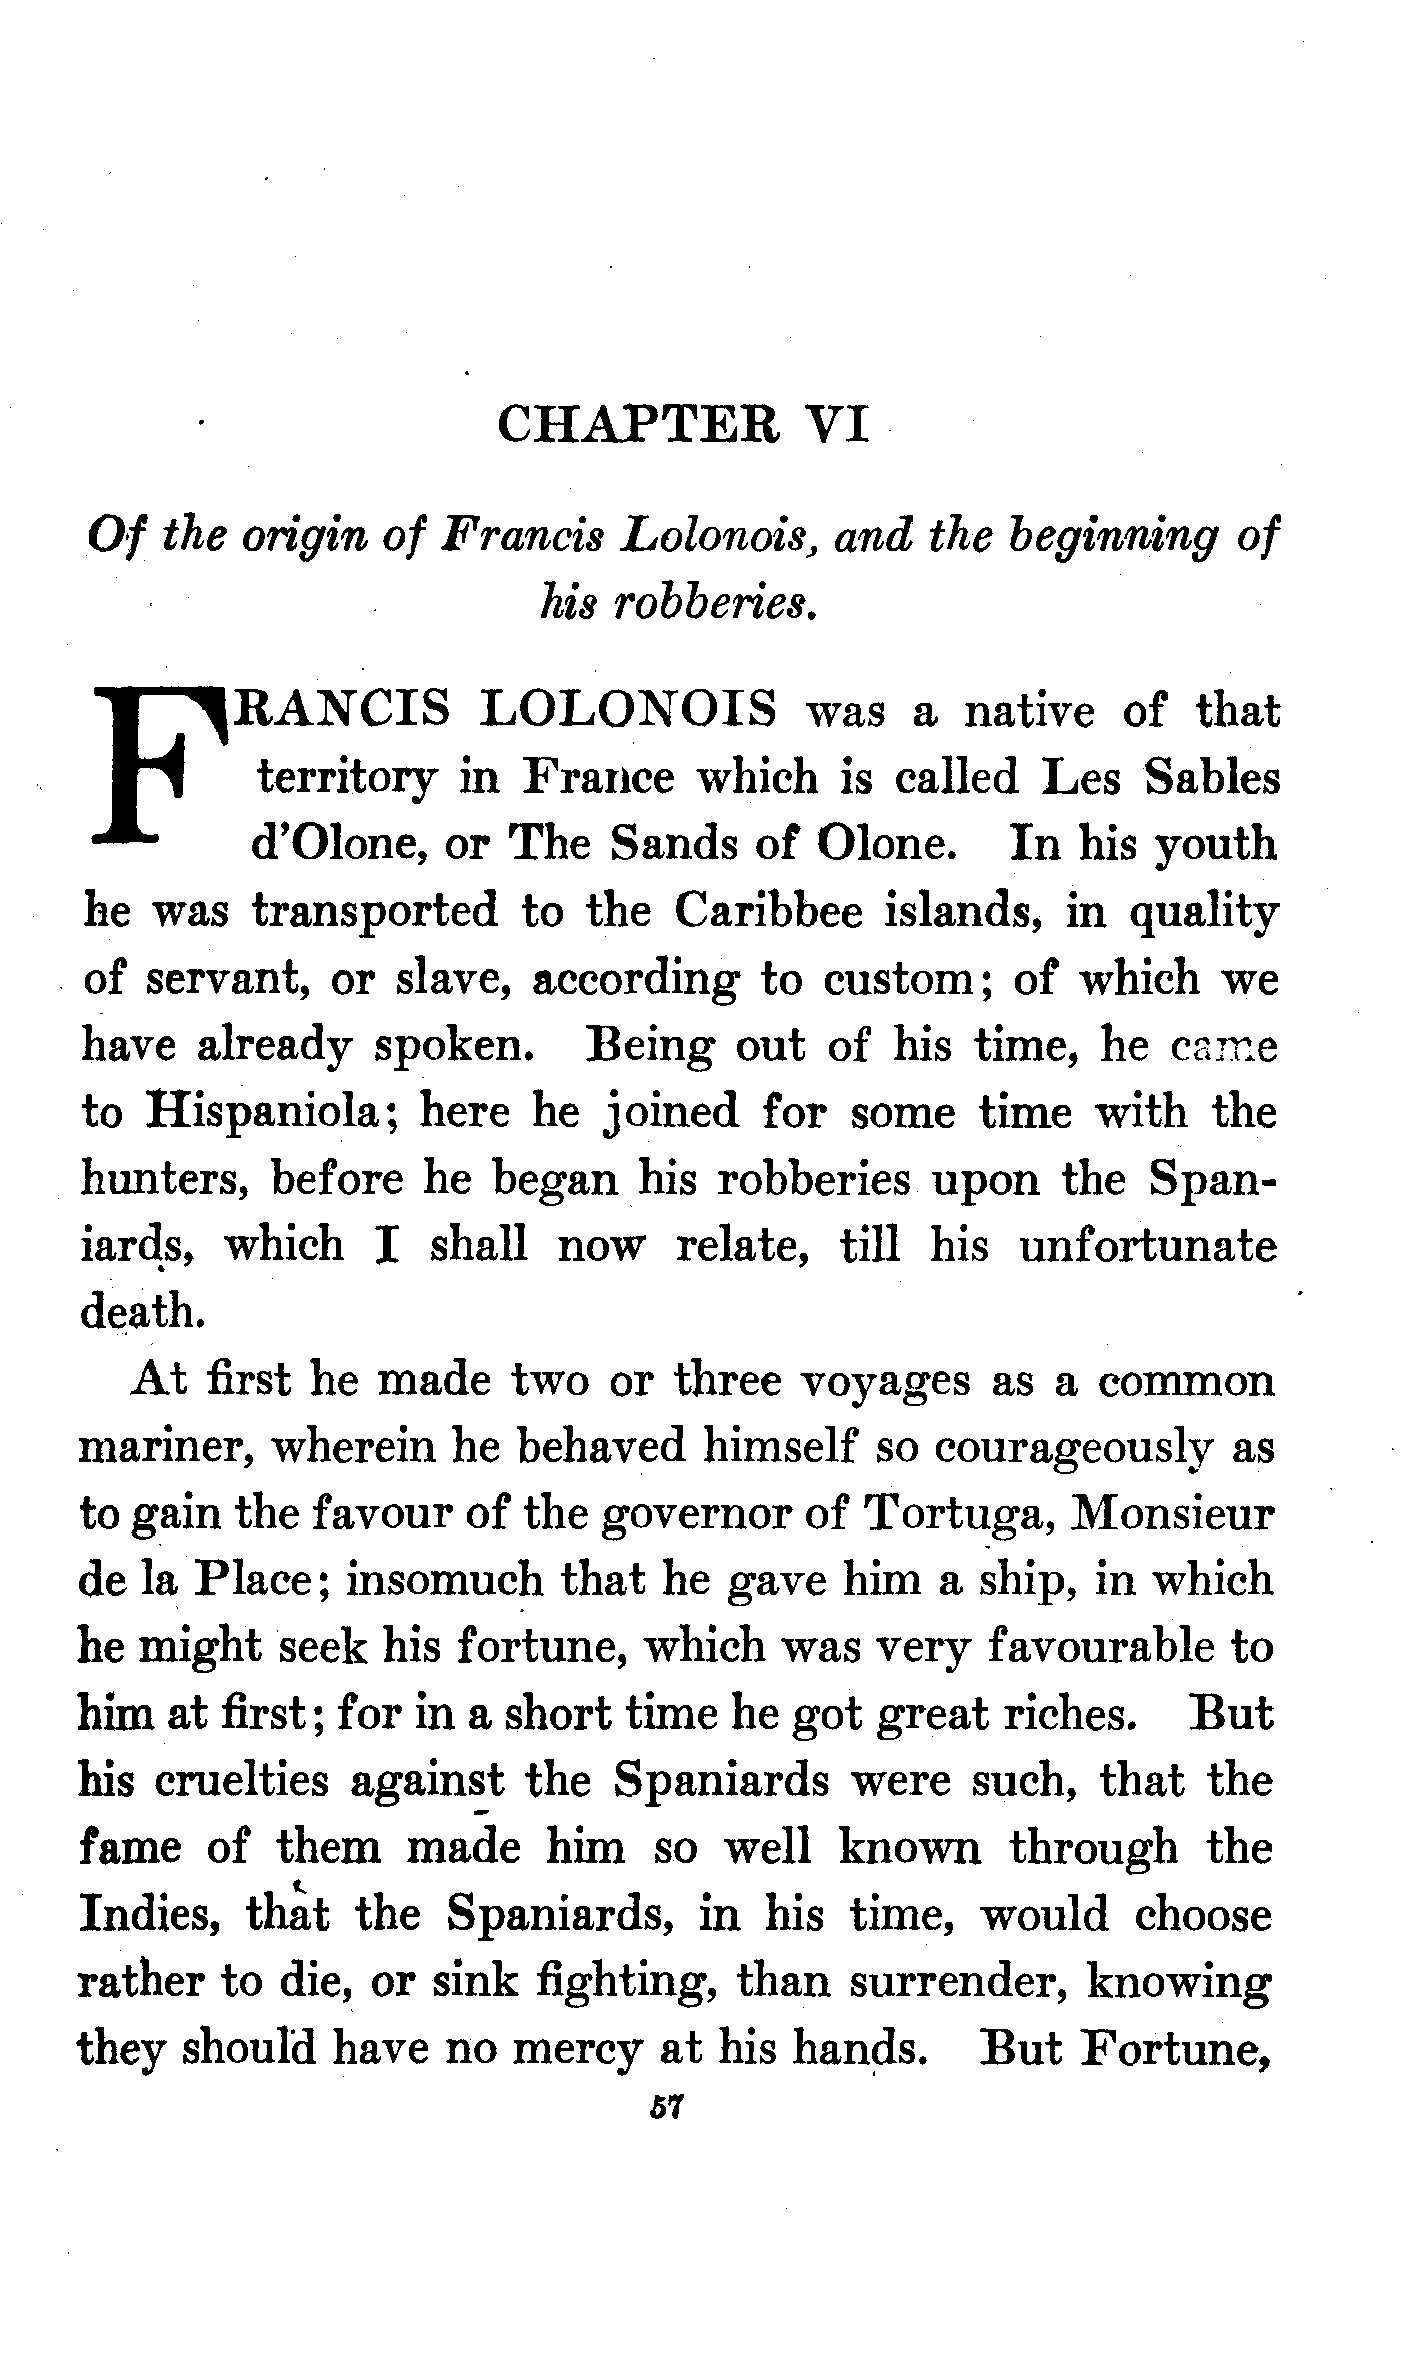 CHAPTER VI
Of the origin of Francis Lolonois, and the beginning of
his robberies.
FRANCIS LOLONOIS was a native of that
territory in France which is called Les Sables
d'Olone, or The Sands of Olone. In his youth
he was transported to the Caribbee islands, in quality
of servant, or slave, according to custom; of which we
have already spoken. Being out of his time, he came
to Hispaniola; here he joined for some time with the
hunters, before he began his robberies upon the Span-
iards, which I shall now relate, till his unfortunate
death.
At first he made two or three voyages as a common
mariner, wherein he behaved himself so courageously as
to gain the favour of the governor of Tortuga, Monsieur
de la Place; insomuch that he gave him a ship, in which
he might seek his fortune, which was very favourable to
him at first; for in a short time he got great riches. But
his cruelties against the Spaniards were such, that the
fame of them made him so well known through the
Indies, that the Spaniards, in his time, would choose
rather to die, or sink fighting, than surrender, knowing
they should have no mercy at his hands. But Fortune,
57